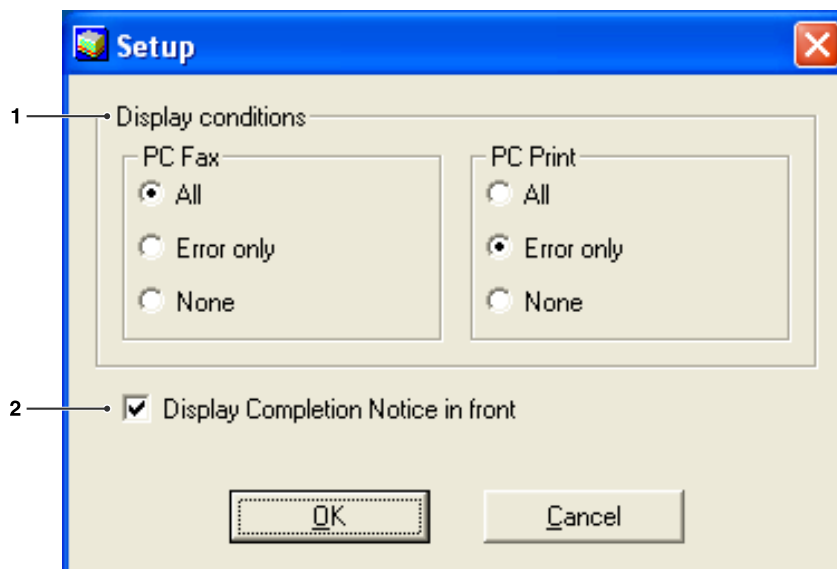 Setup
1
Display conditions
PC Fax
All
Error only
None
PC Print
All
Error only
None
2
Display Completion Notice in front
OK
Cancel